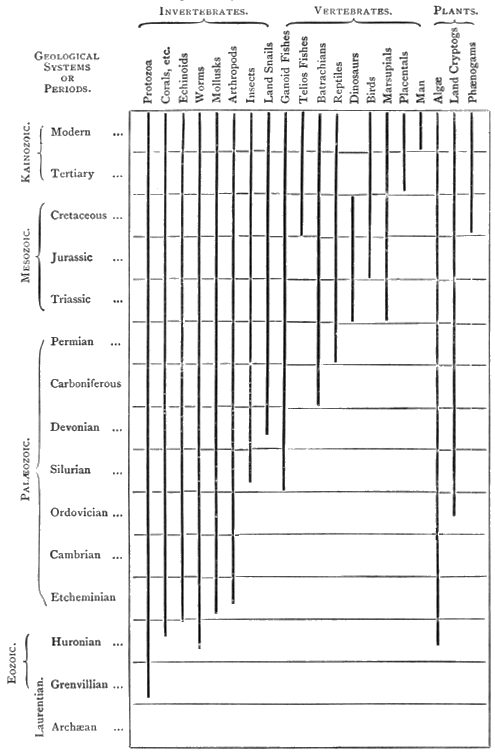 INVERTEBRATES.
VERTEBRATES.
PLANTS.
GEOLOGICAL
SYSTEMS
OR
PERIODS.
Protozoa
Corals, etc.
Echinoids
Worms
Mollusks
Arthropods
Insects
Land Snails
Ganoid Fishes
Telios Fishes
Batrachians
Reptiles
Dinosaurs
Birds
Marsupials
Placentals
Man
Algæ
Land Cryptogs
Phænogams
KAINOZOIC.
Modern ...
Tertiary ...
MESOZOIC.
Cretaceous ...
Jurassic ...
Triassic ...
PALÆOZOIC.
Permian ...
Carboniferous
Devonian ...
Silurian ...
Ordovician ...
Cambrian ...
Etcheminian
EOZOIC.
Huronian ...
Grenvillian ...
Laurentian.
Archæan ...